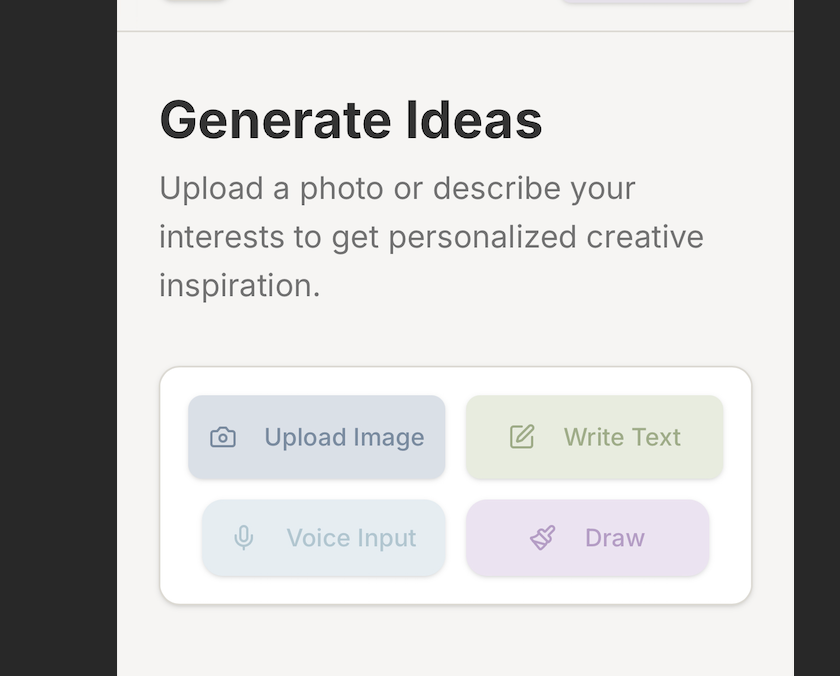 Generate Ideas
Upload a photo or describe your
interests to get personalized creative
inspiration.
Upload Image
Write Text
Voice Input
Draw